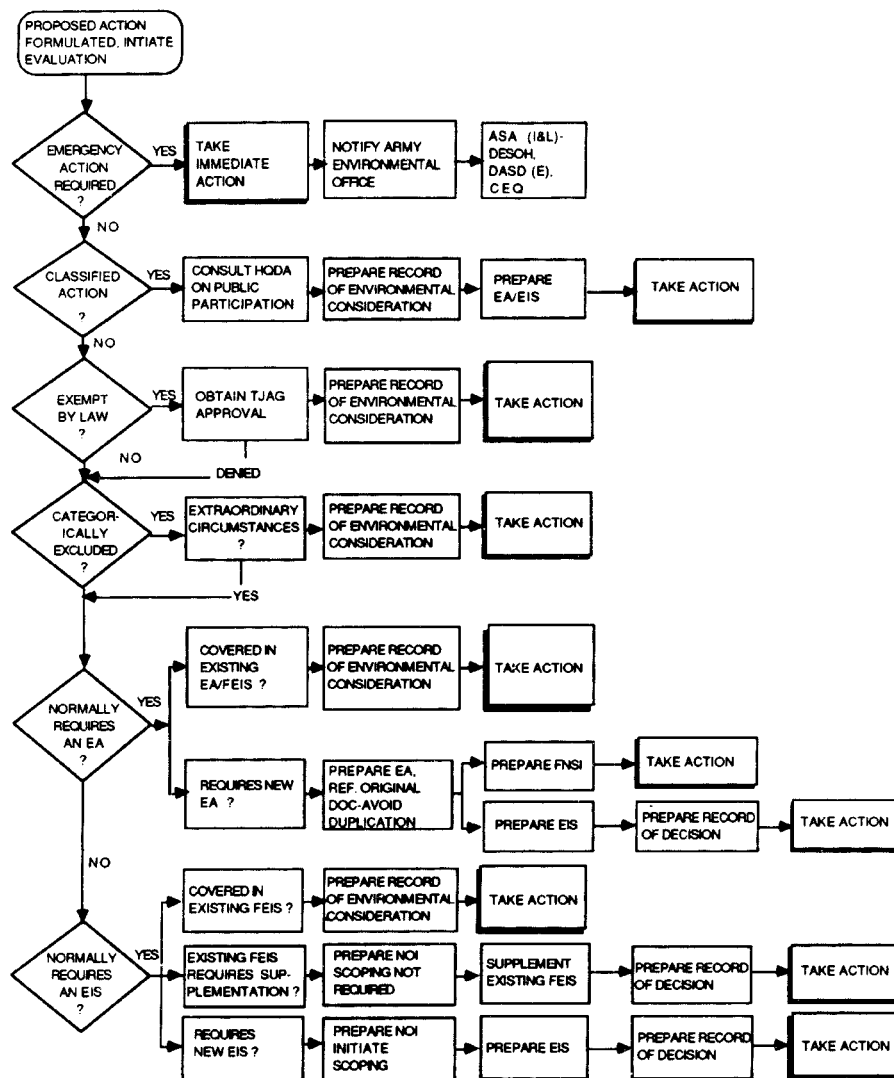 PROPOSED ACTION
FORMULATED, INTIATE
EVALUATION
EMERGENCY
ACTION
REQUIRED
?
YES
TAKE
IMMEDIATE
ACTION
NOTIFY ARMY
ENVIRONMENTAL
OFFICE
ASA (I&L)-
DESOH,
DASD (E),
CEQ
NO
CLASSIFIED
ACTION
?
YES
CONSULT HQDA
ON PUBLIC
PARTICIPATION
PREPARE RECORD
OF ENVIRONMENTAL
CONSIDERATION
PREPARE
EA/EIS
TAKE ACTION
NO
EXEMPT
BY LAW
?
YES
OBTAIN TJAG
APPROVAL
PREPARE RECORD
OF ENVIRONMENTAL
CONSIDERATION
TAKE ACTION
NO
DENIED
CATEGOR-
ICALLY
EXCLUDED
?
YES
EXTRAORDINARY
CIRCUMSTANCES
?
PREPARE RECORD
OF ENVIRONMENTAL
CONSIDERATION
TAKE ACTION
YES
NORMALLY
REQUIRES
AN EA
?
YES
COVERED IN
EXISTING
EA/FEIS ?
PREPARE RECORD
OF ENVIRONMENTAL
CONSIDERATION
TAKE ACTION
REQUIRES NEW
EA ?
PREPARE EA,
REF. ORIGINAL
DOC-AVOID
DUPLICATION
PREPARE FNSI
TAKE ACTION
PREPARE EIS
PREPARE RECORD
OF DECISION
TAKE ACTION
NO
NORMALLY
REQUIRES
AN EIS
?
YES
COVERED IN
EXISTING FEIS ?
PREPARE RECORD
OF ENVIRONMENTAL
CONSIDERATION
TAKE ACTION
EXISTING FEIS
REQUIRES SUP-
PLEMENTATION ?
PREPARE NOI
SCOPING NOT
REQUIRED
SUPPLEMENT
EXISTING FEIS
PREPARE RECORD
OF DECISION
TAKE ACTION
REQUIRES
NEW EIS ?
PREPARE NOI
INITIATE
SCOPING
PREPARE EIS
PREPARE RECORD
OF DECISION
TAKE ACTION